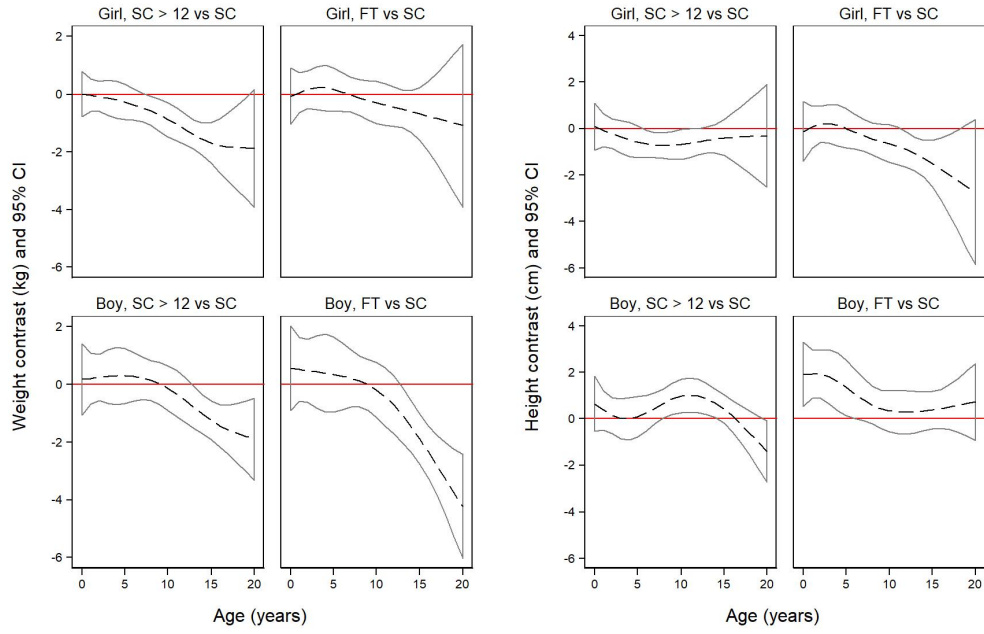 Girl, SC > 12 vs SC
Girl, FT vs SC
2
0
-2
-4
-6
Boy, SC > 12 vs SC
Boy, FT vs SC
2
0
-2
-4
-6
0 5 10 15 20
0 5 10 15 20
Age (years)
Weight contrast (kg) and 95% CI
Girl, SC > 12 vs SC
Girl, FT vs SC
4
2
0
-2
-4
-6
Boy, SC > 12 vs SC
Boy, FT vs SC
4
2
0
-2
-4
-6
0 5 10 15 20
0 5 10 15 20
Age (years)
Height contrast (cm) and 95% CI